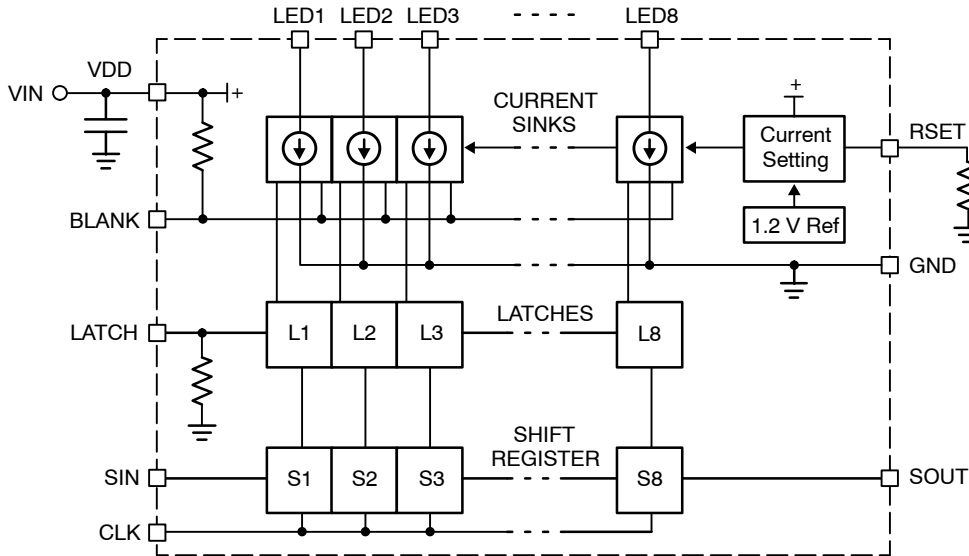 LED1 LED2 LED3 LED8
VDD
VIN
+
CURRENT
SINKS
+
Current
Setting
RSET
BLANK
1.2 V Ref
GND
LATCH
L1 L2 L3
LATCHES
L8
SIN
S1 S2 S3
SHIFT
REGISTER
S8
SOUT
CLK